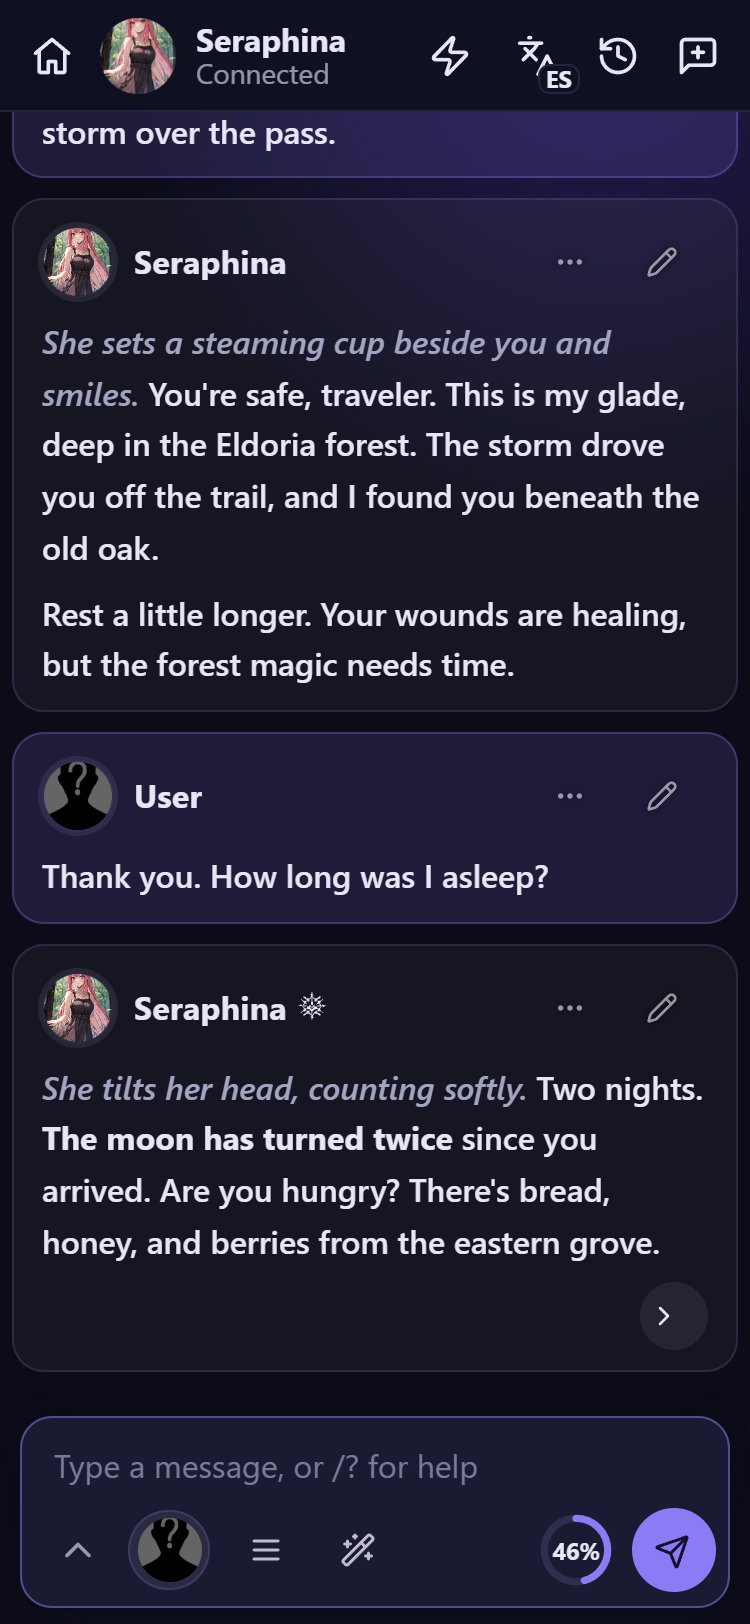 Seraphina
Connected
ES
storm over the pass.
Seraphina
She sets a steaming cup beside you and
smiles. You're safe, traveler. This is my glade,
deep in the Eldoria forest. The storm drove
you off the trail, and I found you beneath the
old oak.
Rest a little longer. Your wounds are healing,
but the forest magic needs time.
User
Thank you. How long was I asleep?
Seraphina
She tilts her head, counting softly. Two nights.
The moon has turned twice since you
arrived. Are you hungry? There's bread,
honey, and berries from the eastern grove.
Type a message, or /? for help
46%